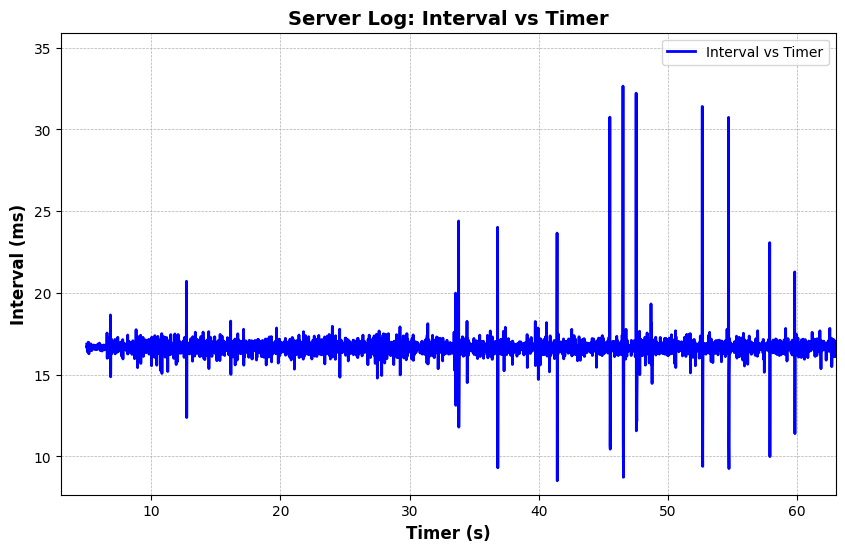 Server Log: Interval vs Timer
Interval vs Timer
35
30
25
20
15
10
Interval (ms)
10 20 30 40 50 60
Timer (s)